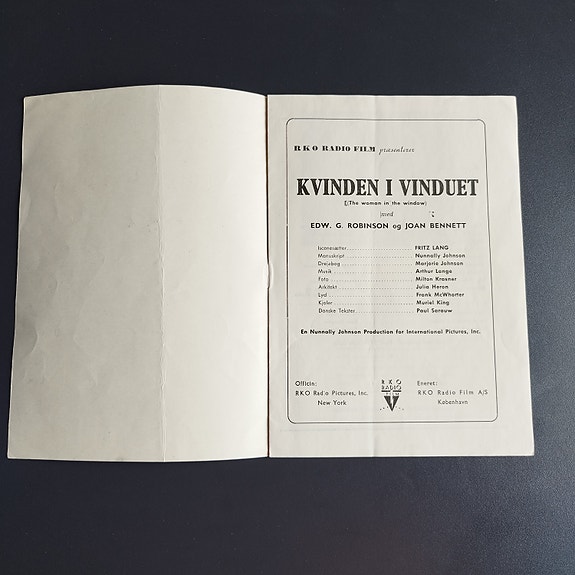 RKO RADIO FILM præsenterer
KVINDEN I VINDUET
[(The woman in the window)
med
EDW. G. ROBINSON og JOAN BENNETT
Iscenesætter.................... FRITZ LANG
Manuskript.................... Nunnally Johnson
Drejebog.................... Marjorie Johnson
Musik.................... Arthur Lange
Foto.................... Milton Krasner
Arkitekt.................... Julia Heron
Lyd.................... Frank McWhorter
Kjoler.................... Muriel King
Danske Tekster.................... Paul Sarauw
En Nunnally Johnson Production for International Pictures, Inc.
Officin:
RKO Radio Pictures, Inc.
New York
RKO
RADIO
FILM
Eneret:
RKO Radio Film A/S
København